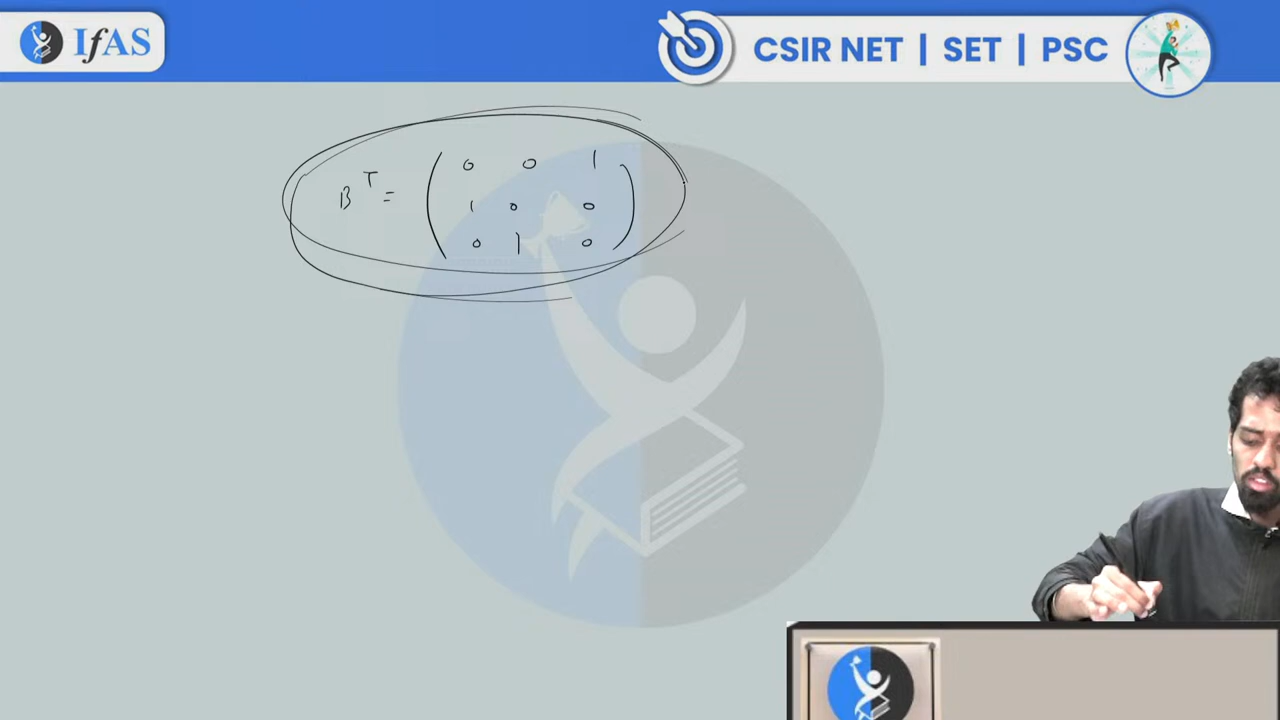 IfAS
CSIR NET | SET | PSC
B^T = ( 0 0 1
1 0 0
0 1 0 )